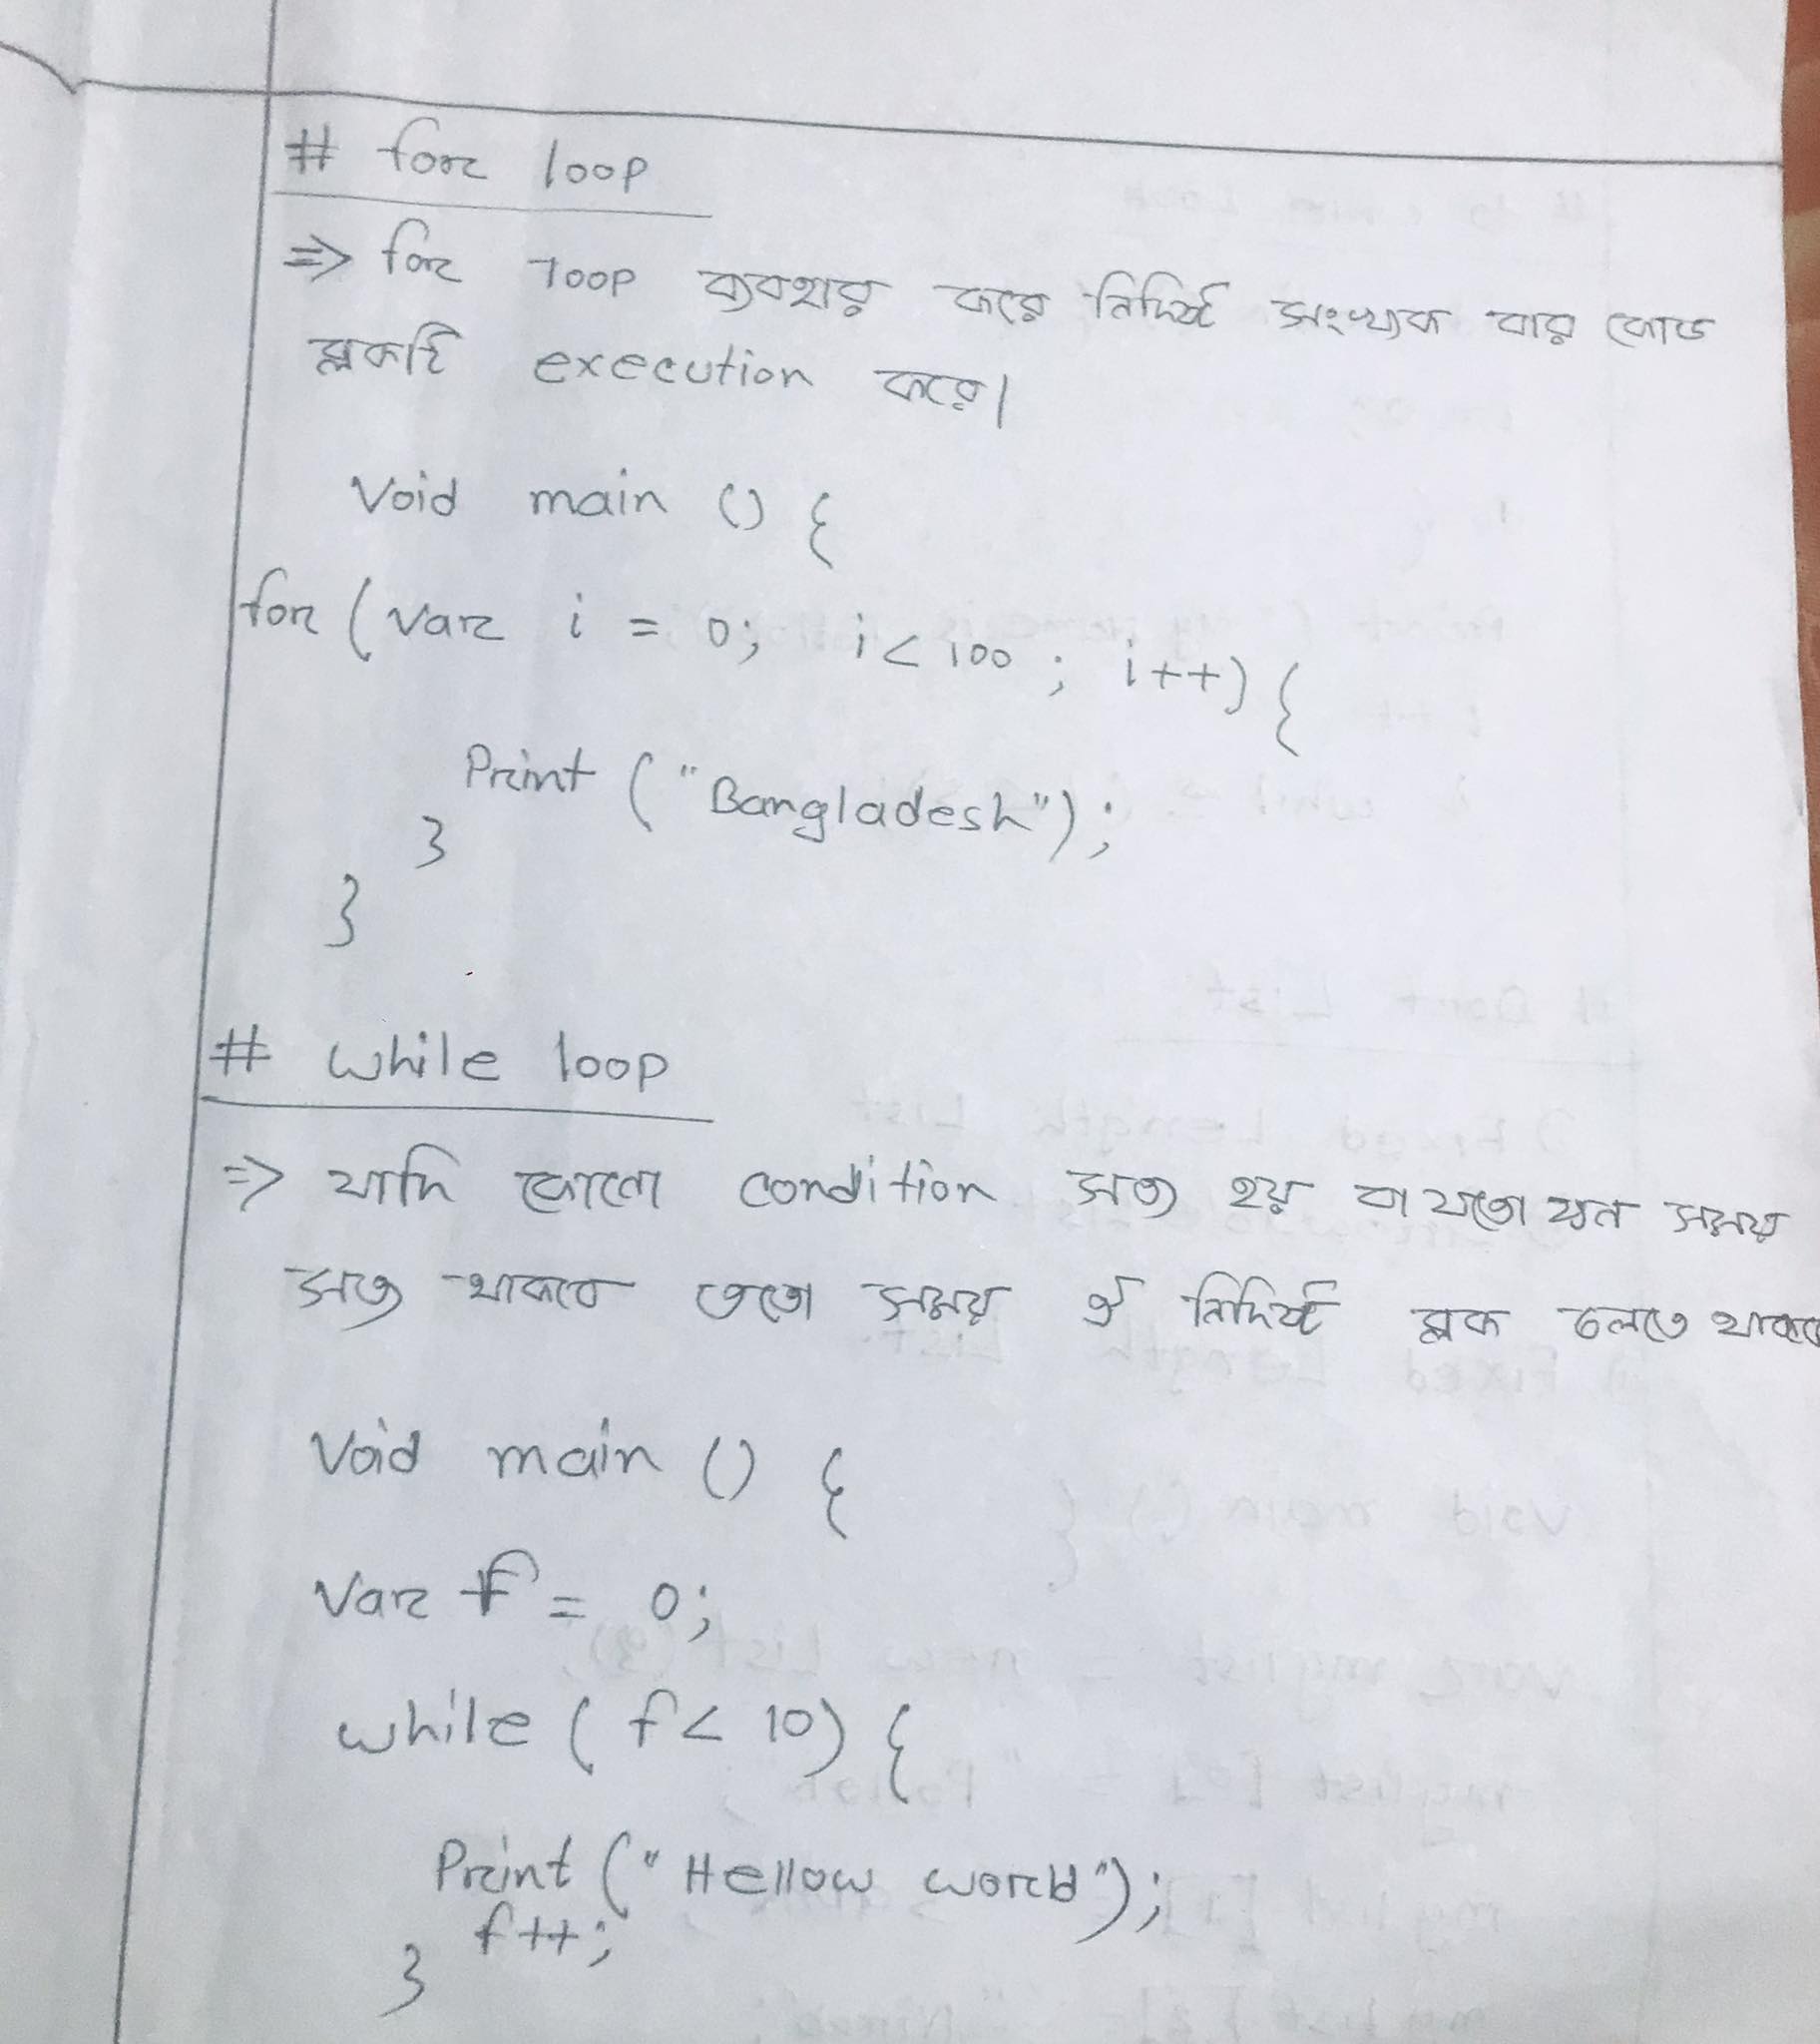 # for loop
=> for loop ব্যবহার করে নির্দিষ্ট সংখ্যক বার কোড
ব্লকটি execution করে।
Void main () {
for (var i = 0; i < 100 ; i++) {
Print ("Bangladesh");
}
}
# while loop
=> যদি কোনো condition সত্য হয় বা যতো খন সময়
সত্য থাকবে ততো সময় ঐ নির্দিষ্ট ব্লক চলতে থাকবে
Void main () {
Var f = 0;
while ( f < 10) {
Print ("Hellow world");
f++;
}